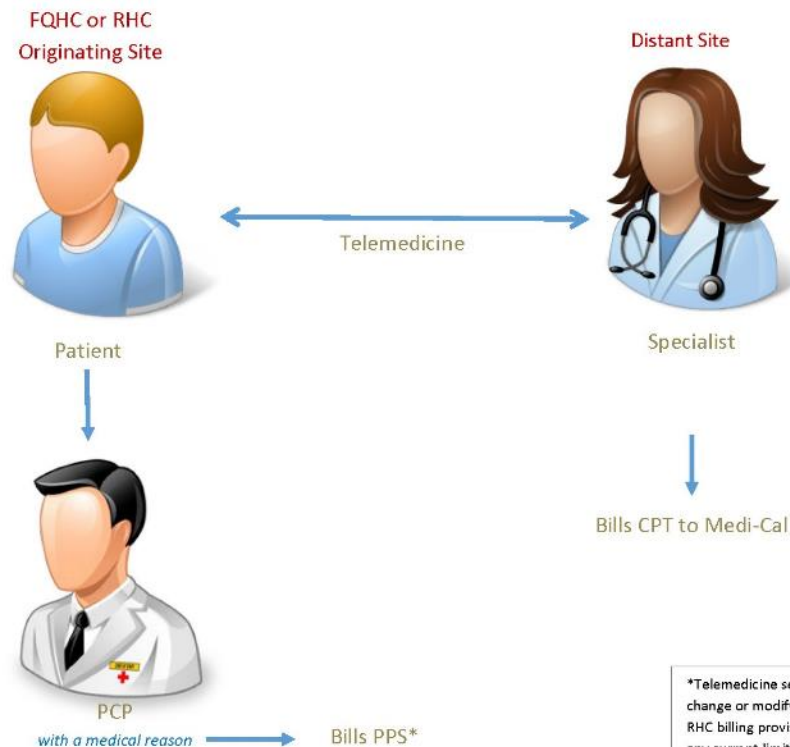 FQHC or RHC
Originating Site
Distant Site
Telemedicine
Patient
Specialist
Bills CPT to Medi-Cal
PCP
with a medical reason
Bills PPS*
*Telemedicine se
change or modif
RHC billing provi